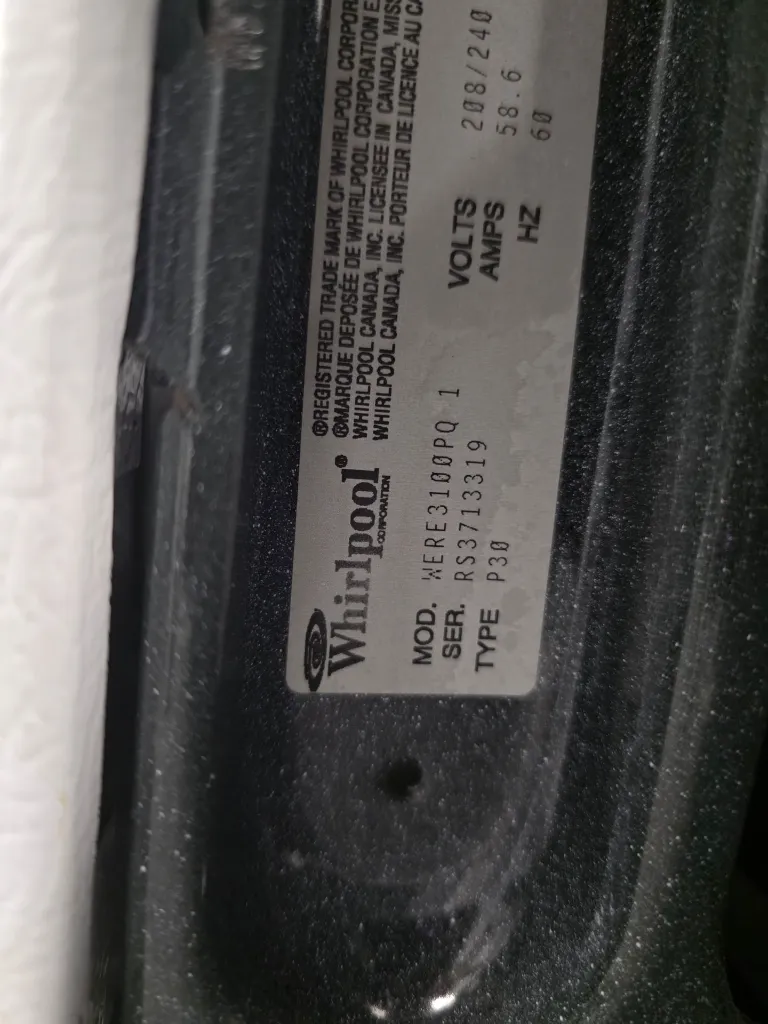 Whirlpool®
CORPORATION
®REGISTERED TRADE MARK OF WHIRLPOOL
®MARQUE DEPOSÉE DE WHIRLPOOL CORPORATION
WHIRLPOOL CANADA, INC. LICENSEE IN CANADA,
WHIRLPOOL CANADA, INC. PORTEUR DE LICENCE AU
MOD. WERE3100PQ 1
SER. RS3713319
TYPE P30
VOLTS 208/240
AMPS 58.6
HZ 60